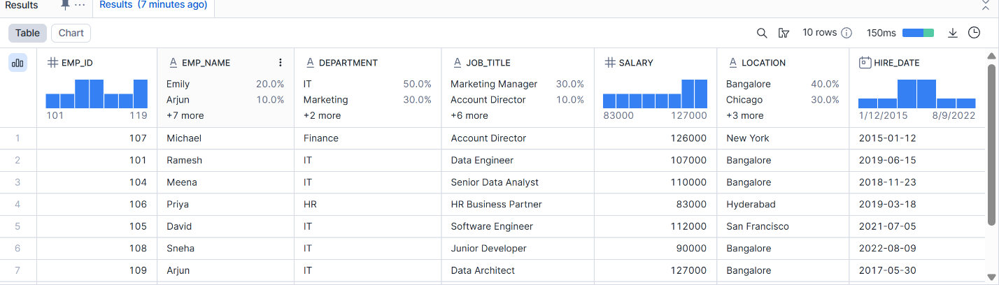 Results ... Results (7 minutes ago)
Table Chart 10 rows 150ms
EMP_ID EMP_NAME DEPARTMENT JOB_TITLE SALARY LOCATION HIRE_DATE
Emily 20.0% IT 50.0% Marketing Manager 30.0% Bangalore 40.0%
Arjun 10.0% Marketing 30.0% Account Director 10.0% Chicago 30.0%
101 119 +7 more +2 more +6 more 83000 127000 +3 more 1/12/2015 8/9/2022
1 107 Michael Finance Account Director 126000 New York 2015-01-12
2 101 Ramesh IT Data Engineer 107000 Bangalore 2019-06-15
3 104 Meena IT Senior Data Analyst 110000 Bangalore 2018-11-23
4 106 Priya HR HR Business Partner 83000 Hyderabad 2019-03-18
5 105 David IT Software Engineer 112000 San Francisco 2021-07-05
6 108 Sneha IT Junior Developer 90000 Bangalore 2022-08-09
7 109 Arjun IT Data Architect 127000 Bangalore 2017-05-30